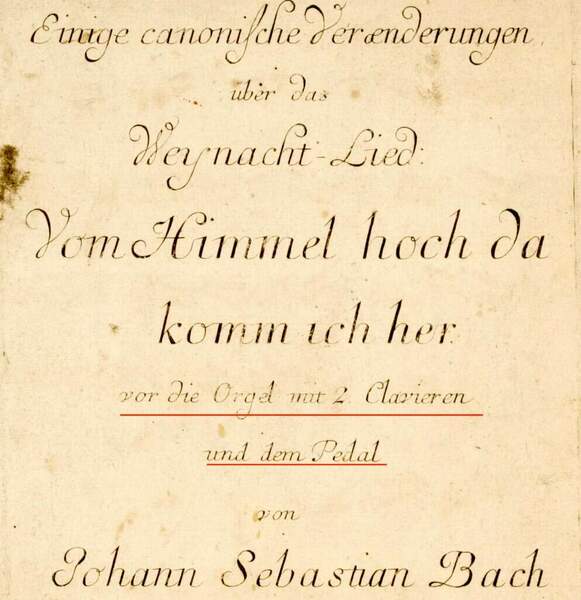 Einige canoniſche Verænderungen,
über das
Weynacht-Lied:
Vom Himmel hoch da
komm ich her.
vor die Orgel mit 2. Clavieren
und dem Pedal
von
Johann Sebastian Bach